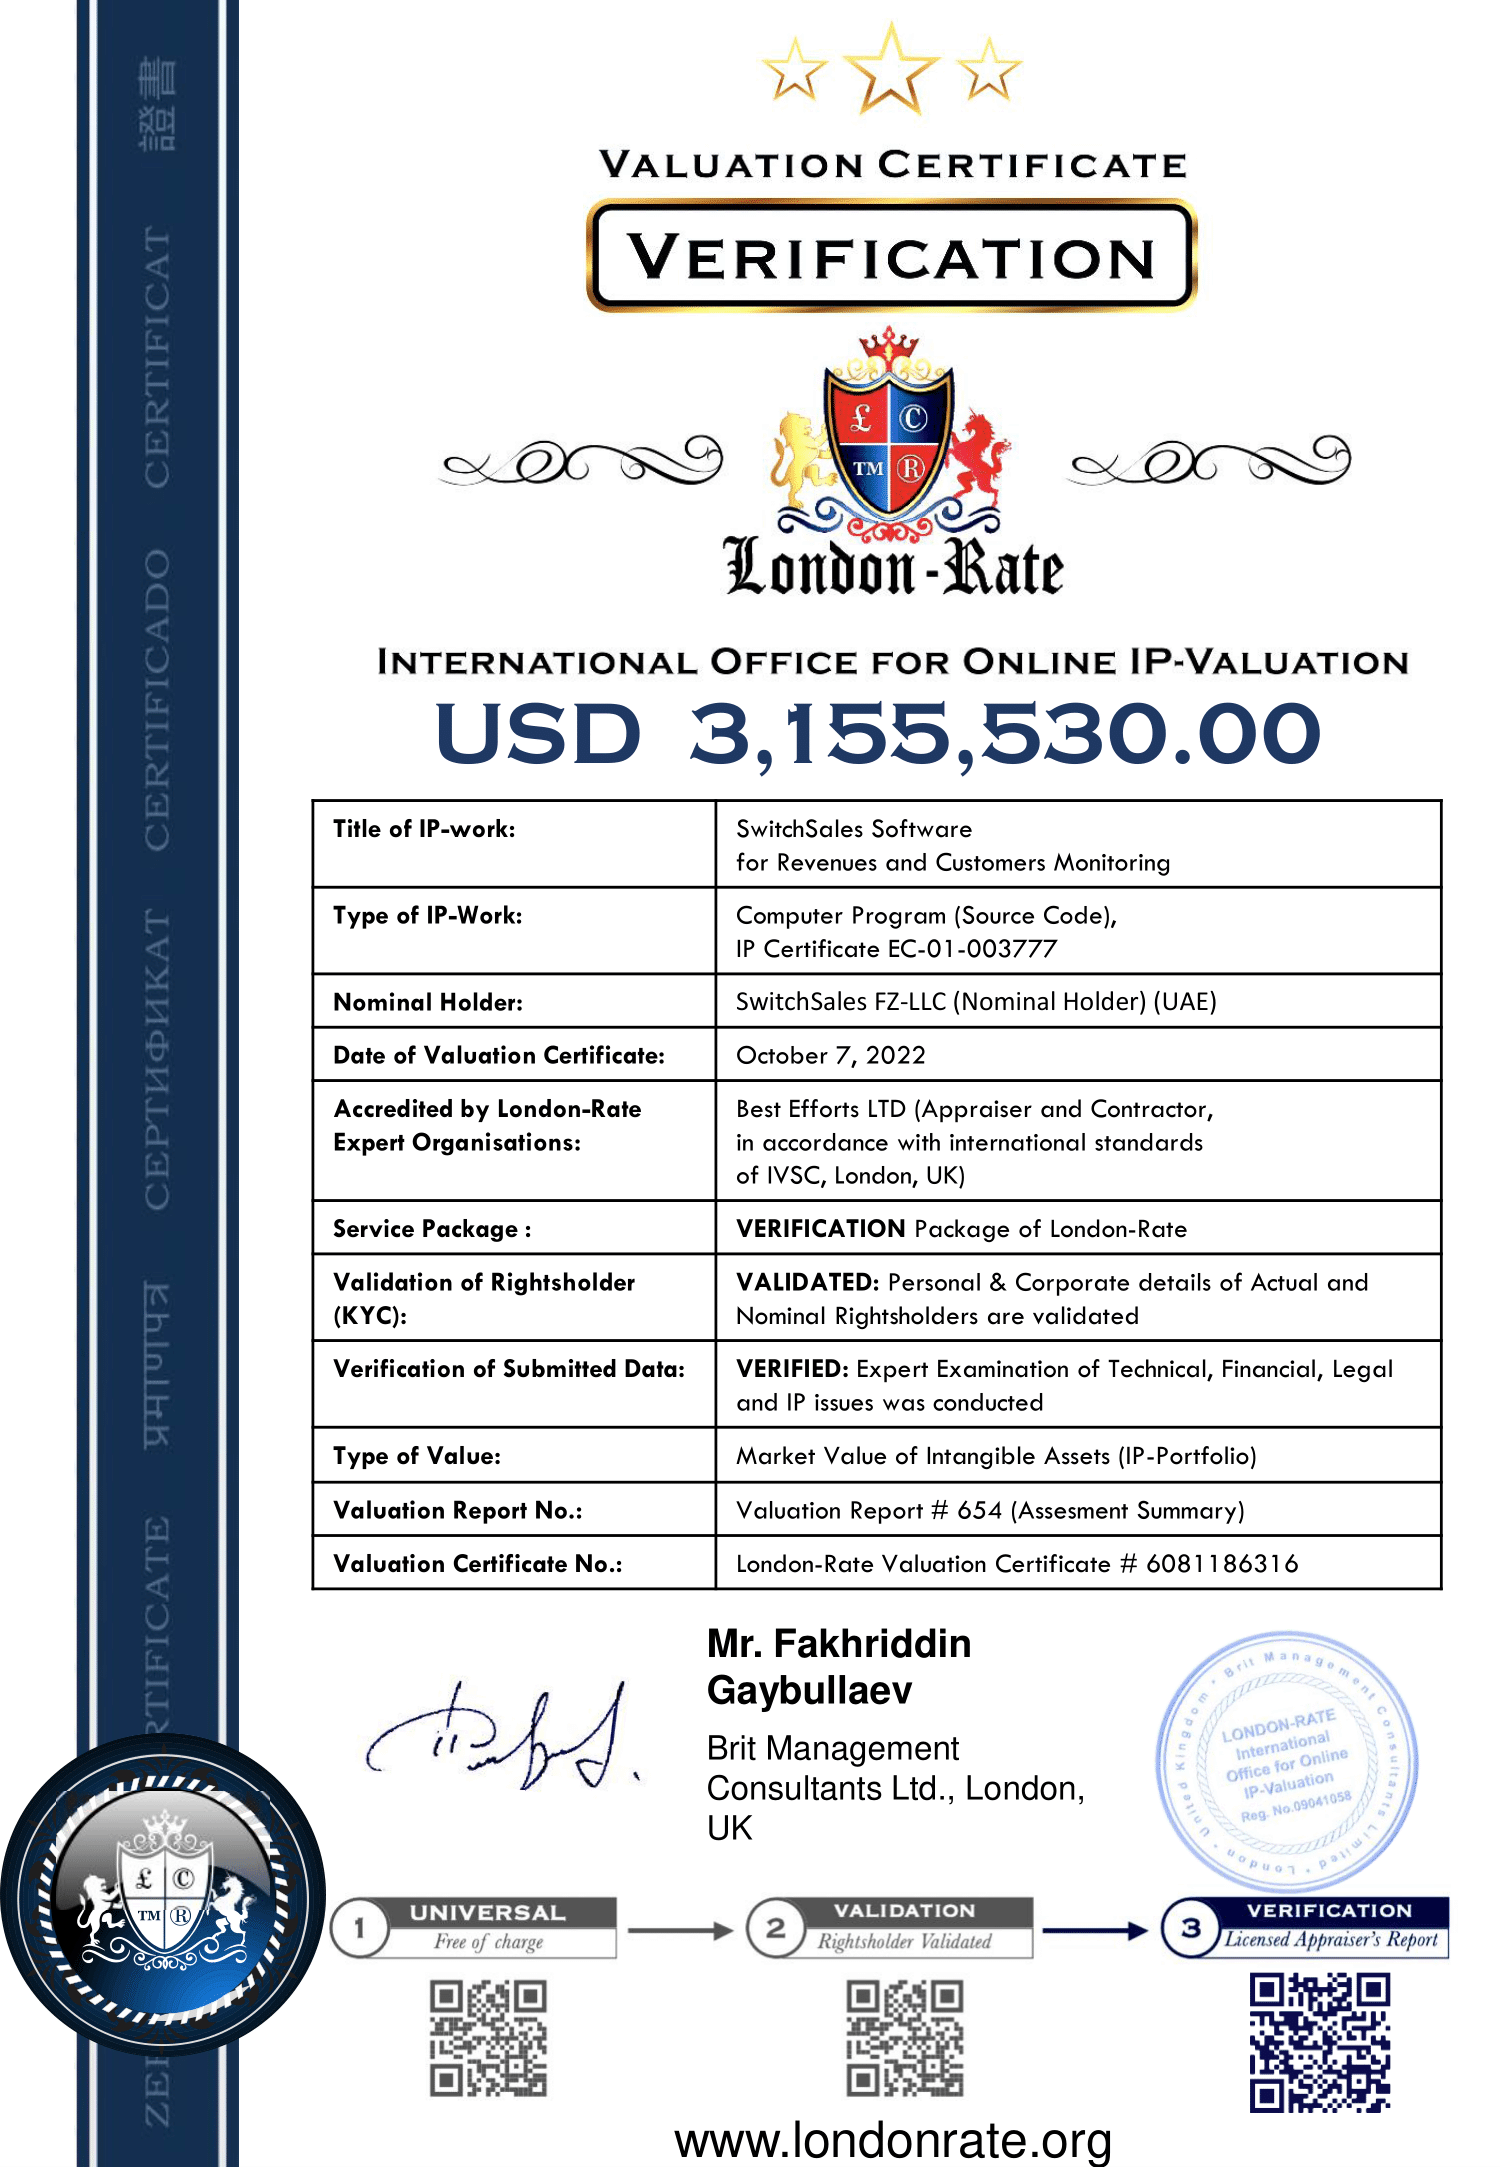 VALUATION CERTIFICATE
VERIFICATION
£ ©
TM ®
London-Rate
INTERNATIONAL OFFICE FOR ONLINE IP-VALUATION
USD 3,155,530.00
Title of IP-work:
SwitchSales Software
for Revenues and Customers Monitoring
Type of IP-Work:
Computer Program (Source Code),
IP Certificate EC-01-003777
Nominal Holder:
SwitchSales FZ-LLC (Nominal Holder) (UAE)
Date of Valuation Certificate:
October 7, 2022
Accredited by London-Rate
Expert Organisations:
Best Efforts LTD (Appraiser and Contractor,
in accordance with international standards
of IVSC, London, UK)
Service Package :
VERIFICATION Package of London-Rate
Validation of Rightsholder
(KYC):
VALIDATED: Personal & Corporate details of Actual and
Nominal Rightsholders are validated
Verification of Submitted Data:
VERIFIED: Expert Examination of Technical, Financial, Legal
and IP issues was conducted
Type of Value:
Market Value of Intangible Assets (IP-Portfolio)
Valuation Report No.:
Valuation Report # 654 (Assesment Summary)
Valuation Certificate No.:
London-Rate Valuation Certificate # 6081186316
Mr. Fakhriddin
Gaybullaev
Brit Management
Consultants Ltd., London,
UK
Brit Management Consultants Limited • London • United Kingdom •
LONDON-RATE
International
Office for Online
IP-Valuation
Reg. No.09041058
1 UNIVERSAL
Free of charge
2 VALIDATION
Rightsholder Validated
3 VERIFICATION
Licensed Appraiser's Report
www.londonrate.org
證書
CERTIFICAT
CERTIFICADO
СЕРТИФИКАТ
प्रमाणपत्र
RTIFICATE
ZE
£ ©
TM ®